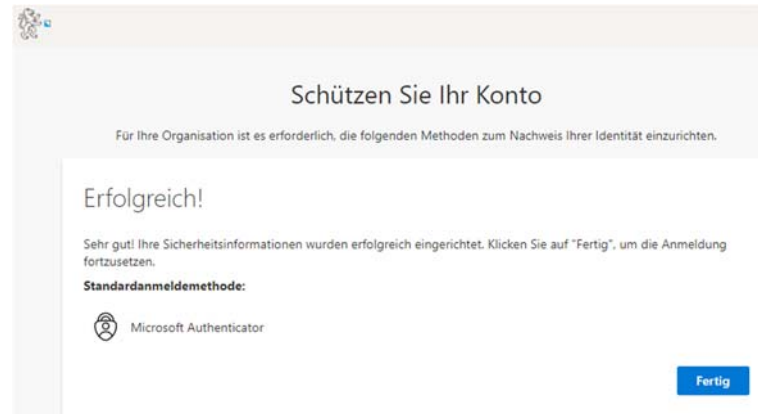 Schützen Sie Ihr Konto
Für Ihre Organisation ist es erforderlich, die folgenden Methoden zum Nachweis Ihrer Identität einzurichten.
Erfolgreich!
Sehr gut! Ihre Sicherheitsinformationen wurden erfolgreich eingerichtet. Klicken Sie auf "Fertig", um die Anmeldung
fortzusetzen.
Standardanmeldemethode:
Microsoft Authenticator
Fertig